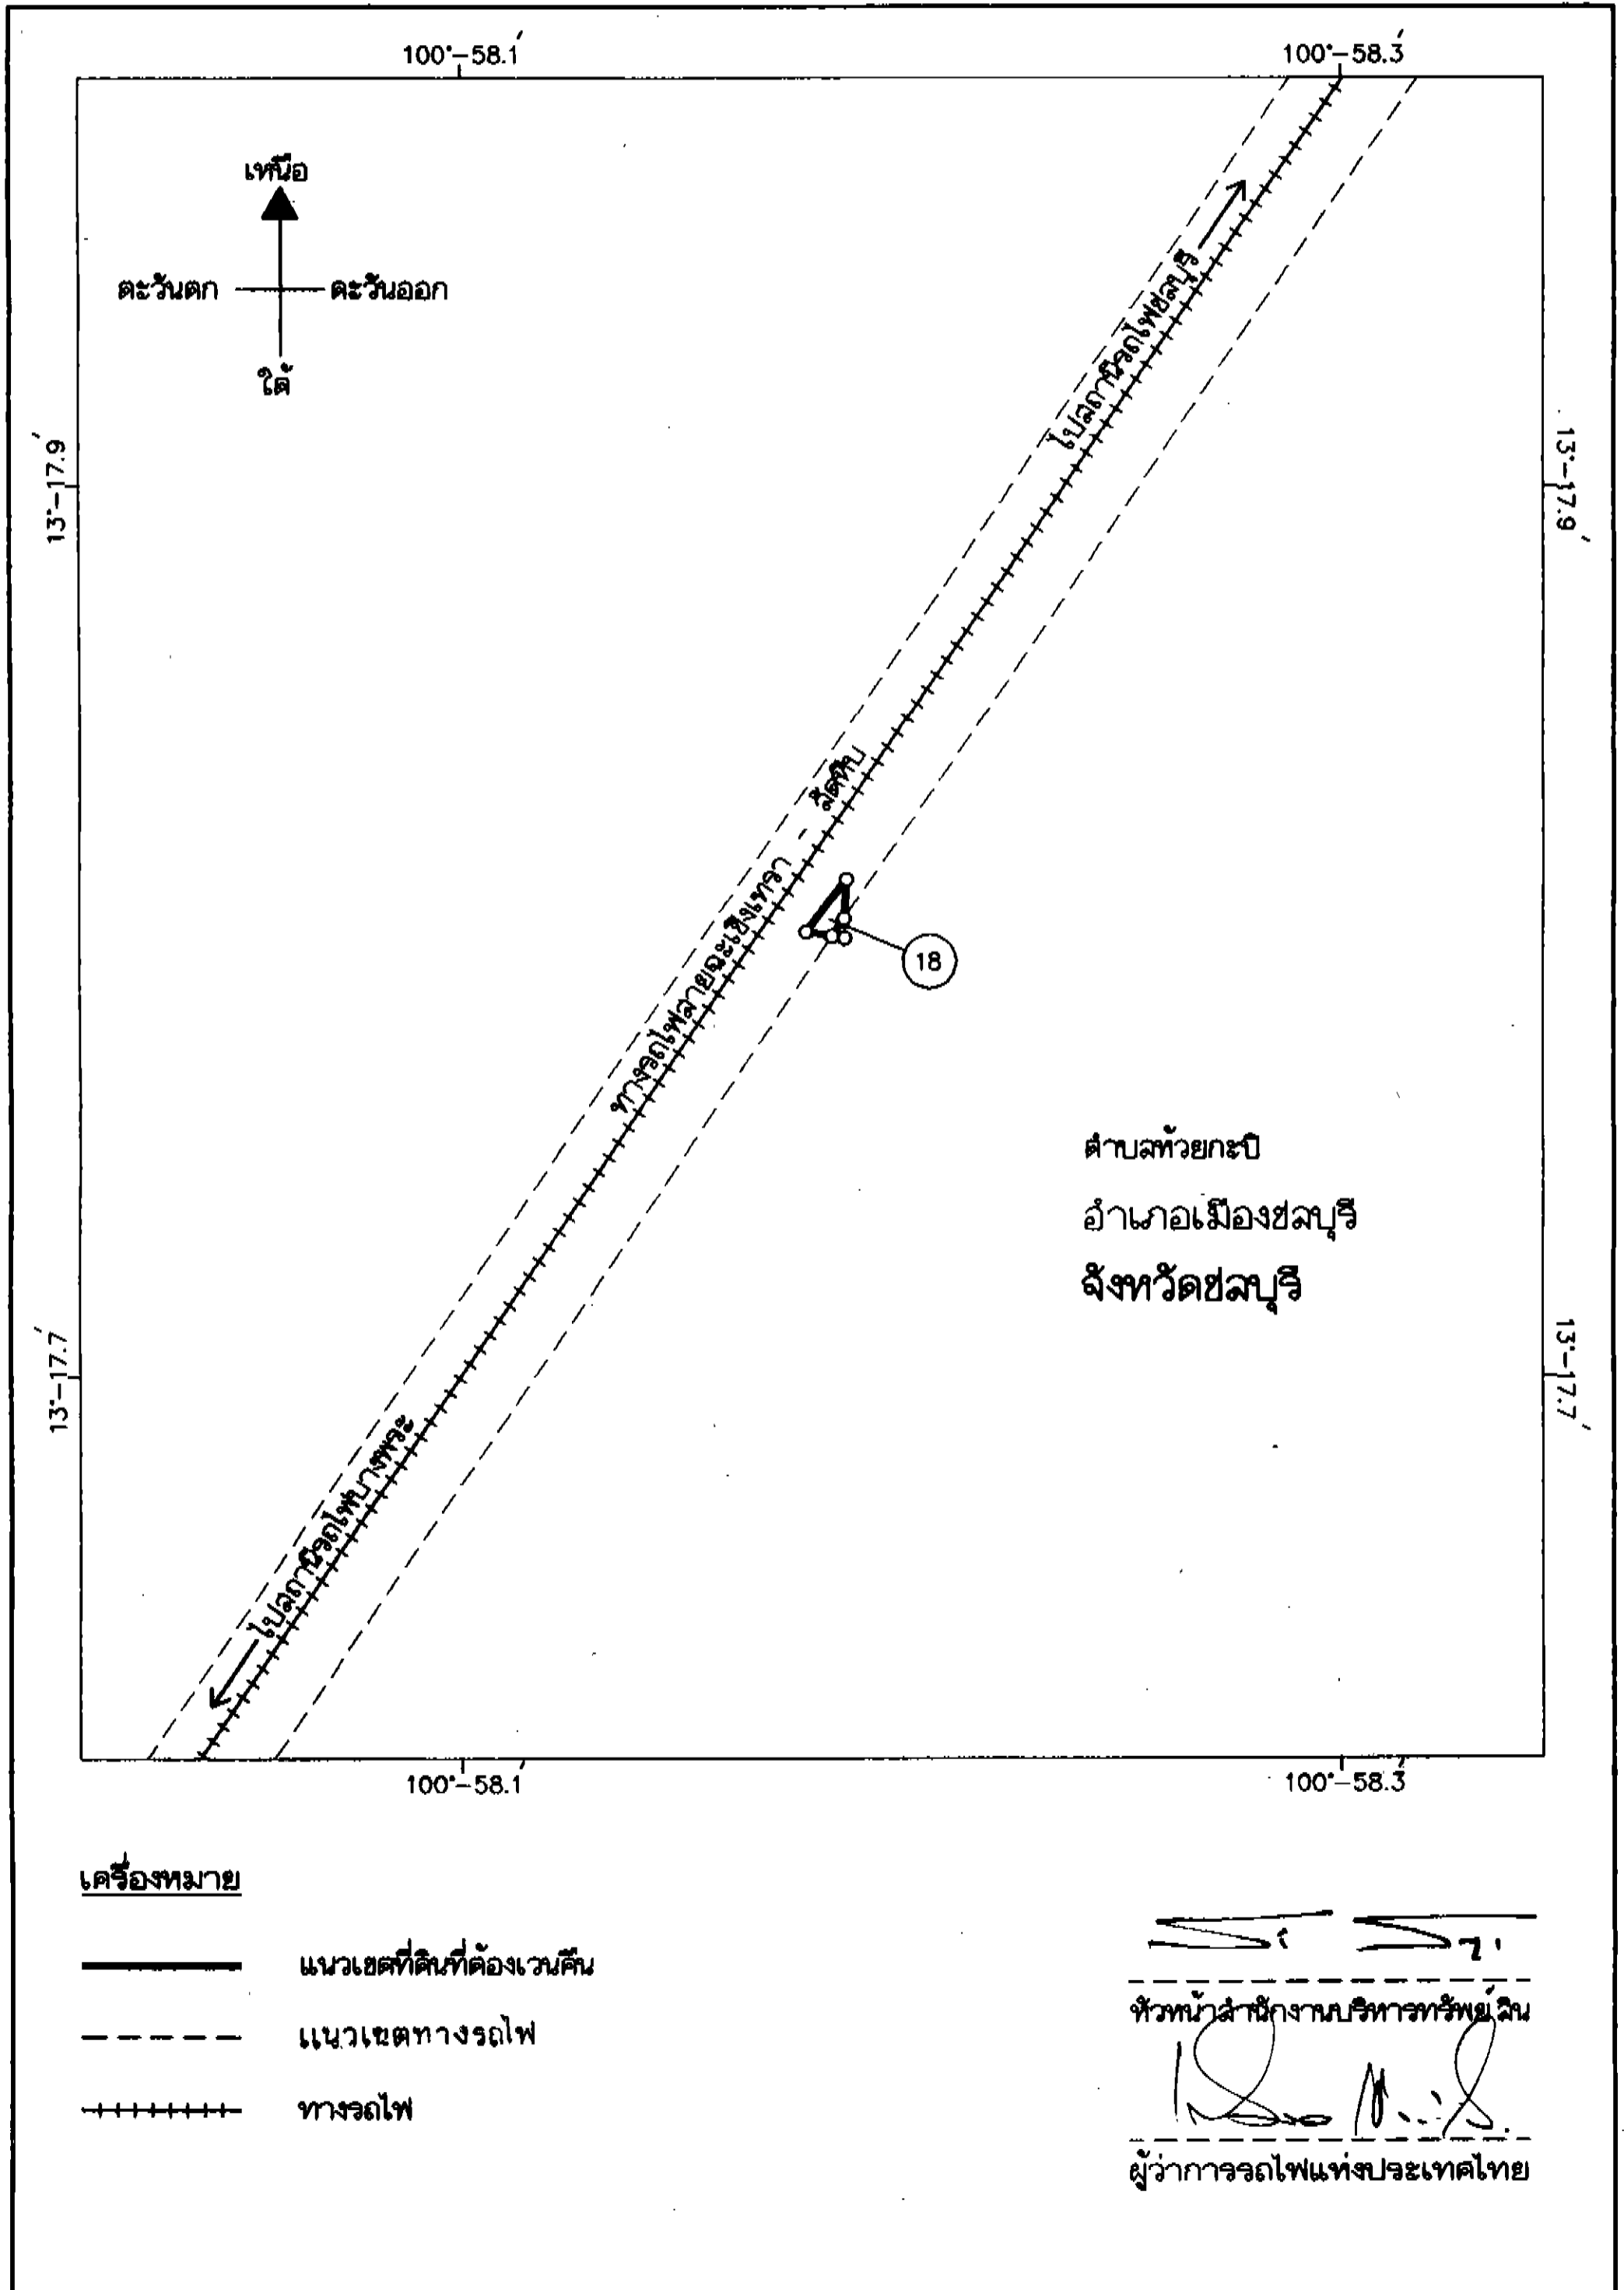 100°-58.1′
100°-58.3′
เหนือ
ตะวันตก
ตะวันออก
ใต้
13°-17.9′
13°-17.9′
ไปสถานีรถไฟชลบุรี
ทางรถไฟสายฉะเชิงเทรา - สัตหีบ
18
ตำบลห้วยกะปิ
อำเภอเมืองชลบุรี
จังหวัดชลบุรี
13°-17.7′
13°-17.7′
ไปสถานีรถไฟบางพระ
100°-58.1′
100°-58.3′
เครื่องหมาย
แนวเขตที่ดินที่ต้องเวนคืน
แนวเขตทางรถไฟ
ทางรถไฟ
หัวหน้าสำนักงานบริหารทรัพย์สิน
ผู้ว่าการรถไฟแห่งประเทศไทย